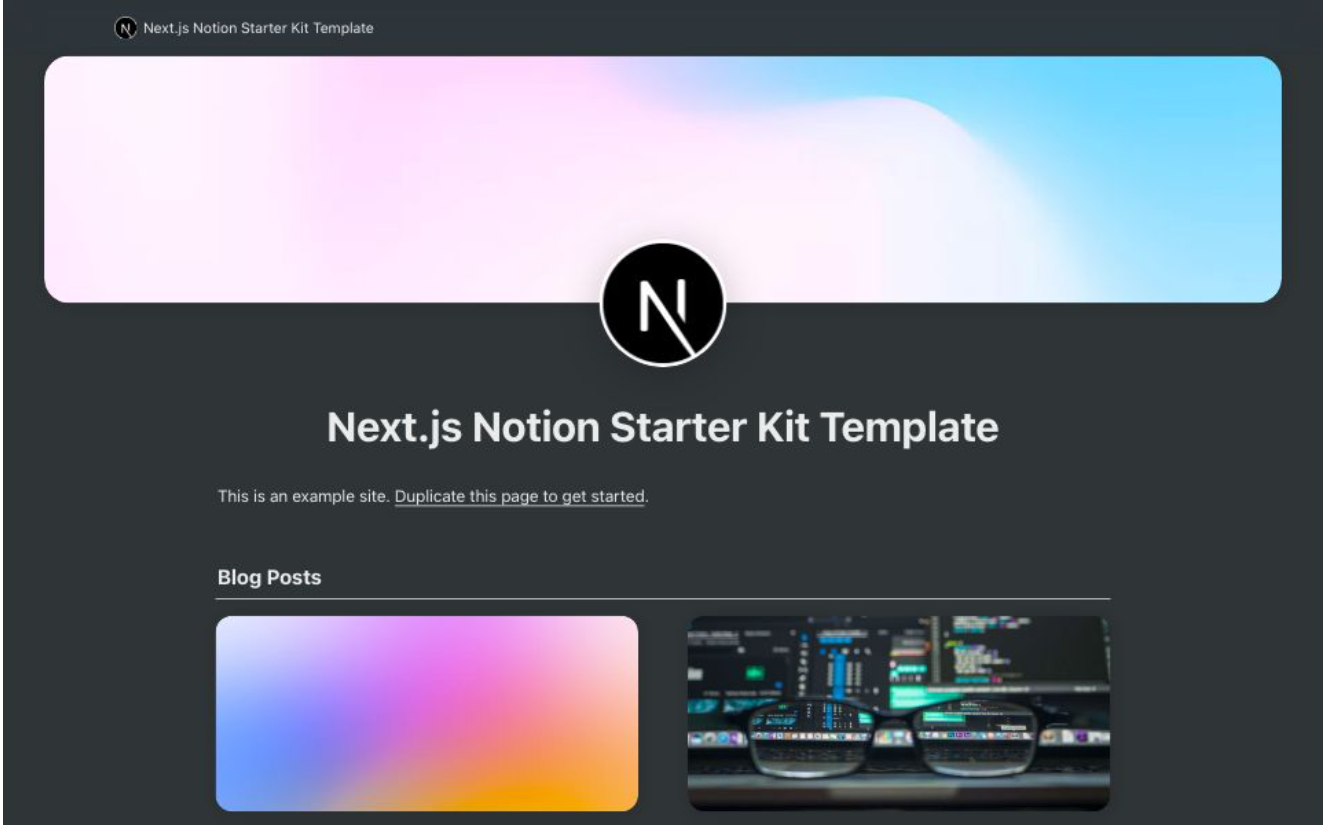 Next.js Notion Starter Kit Template
Next.js Notion Starter Kit Template
This is an example site. Duplicate this page to get started.
Blog Posts